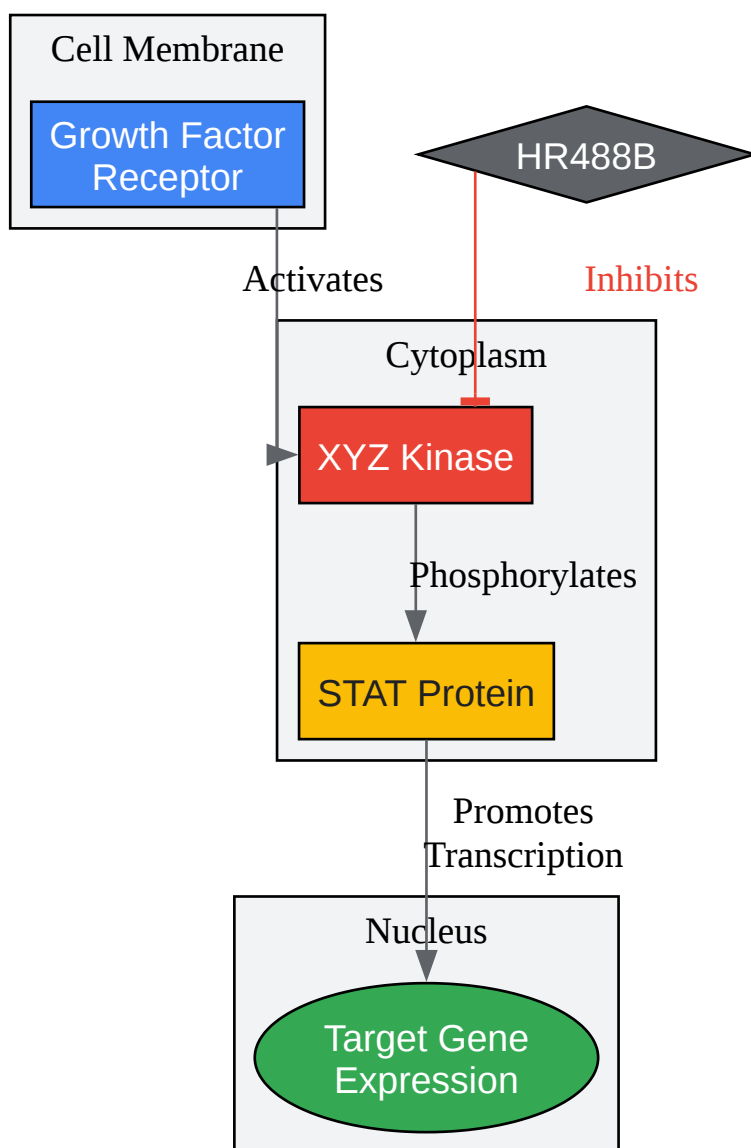 Cell Membrane
Growth Factor
Receptor
HR488B
Activates
Inhibits
Cytoplasm
XYZ Kinase
Phosphorylates
STAT Protein
Promotes
Transcription
Nucleus
Target Gene
Expression